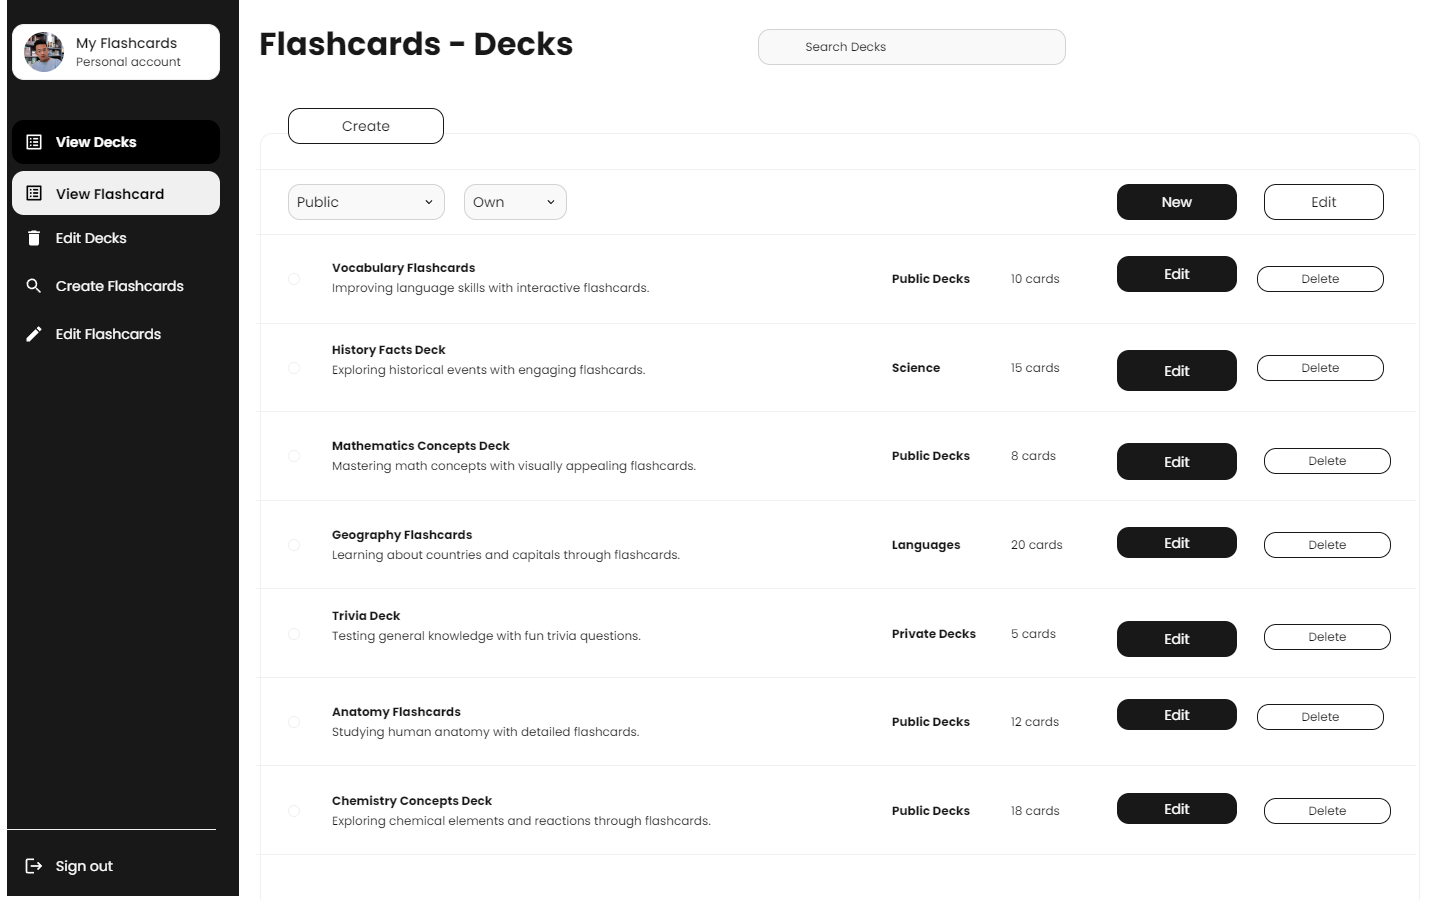 My Flashcards
Personal account
View Decks
View Flashcard
Edit Decks
Create Flashcards
Edit Flashcards
Sign out
Flashcards - Decks
Search Decks
Create
Public
Own
New
Edit
Vocabulary Flashcards
Improving language skills with interactive flashcards.
Public Decks
10 cards
Edit
Delete
History Facts Deck
Exploring historical events with engaging flashcards.
Science
15 cards
Edit
Delete
Mathematics Concepts Deck
Mastering math concepts with visually appealing flashcards.
Public Decks
8 cards
Edit
Delete
Geography Flashcards
Learning about countries and capitals through flashcards.
Languages
20 cards
Edit
Delete
Trivia Deck
Testing general knowledge with fun trivia questions.
Private Decks
5 cards
Edit
Delete
Anatomy Flashcards
Studying human anatomy with detailed flashcards.
Public Decks
12 cards
Edit
Delete
Chemistry Concepts Deck
Exploring chemical elements and reactions through flashcards.
Public Decks
18 cards
Edit
Delete